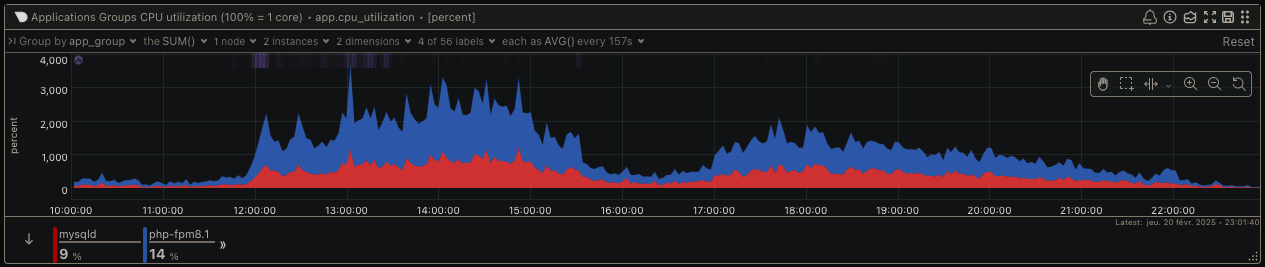 Applications Groups CPU utilization (100% = 1 core) • app.cpu_utilization • [percent]
Group by app_group the SUM() 1 node 2 instances 2 dimensions 4 of 56 labels each as AVG() every 157s Reset
4,000
3,000
2,000
1,000
0
percent
10:00:00 11:00:00 12:00:00 13:00:00 14:00:00 15:00:00 16:00:00 17:00:00 18:00:00 19:00:00 20:00:00 21:00:00 22:00:00
Latest: jeu. 20 févr. 2025 • 23:01:40
mysqld php-fpm8.1
9 % 14 %